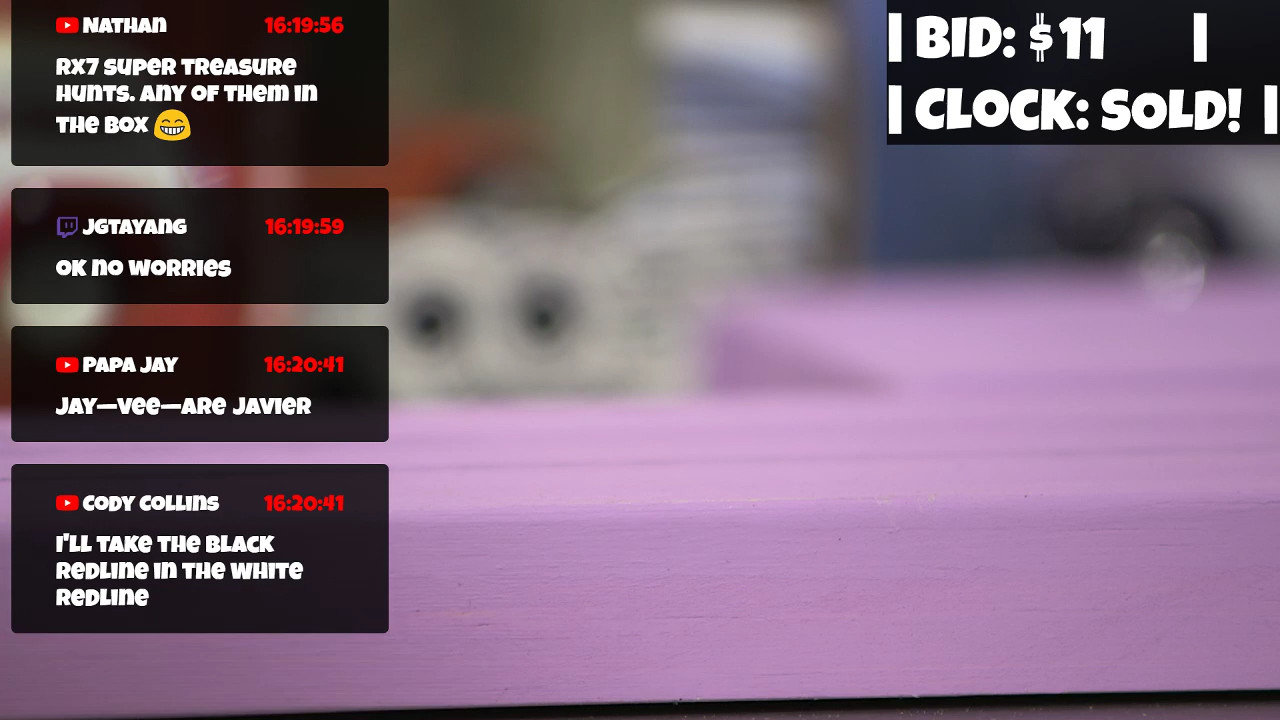 NATHAN 16:19:56
RX7 SUPER TREASURE
HUNTS. ANY OF THEM IN
THE BOX 😁
JGTAYANG 16:19:59
OK NO WORRIES
PAPA JAY 16:20:41
JAY—VEE—ARE JAVIER
CODY COLLINS 16:20:41
I'LL TAKE THE BLACK
REDLINE IN THE WHITE
REDLINE
| BID: $11 |
| CLOCK: SOLD! |